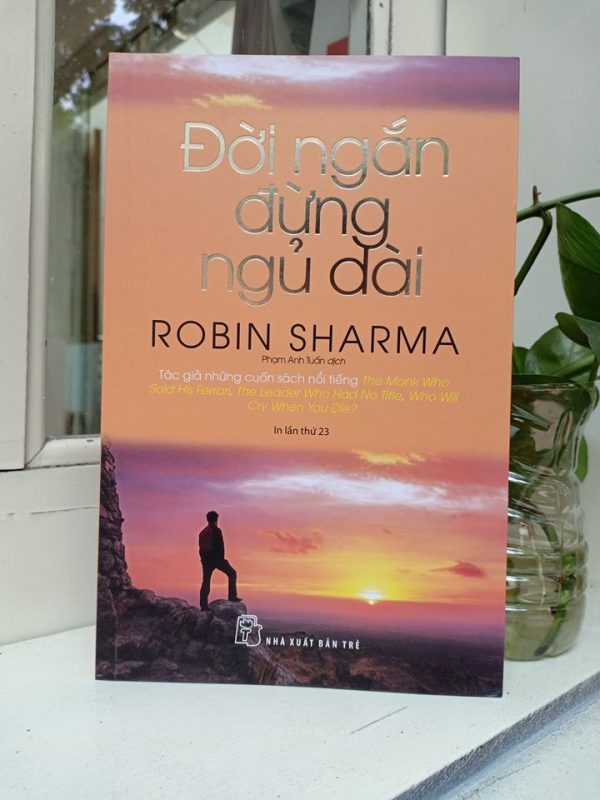 Đời ngắn
đừng
ngủ dài
ROBIN SHARMA
Phạm Anh Tuấn dịch
Tác giả những cuốn sách nổi tiếng The Monk Who
Sold His Ferrari, The Leader Who Had No Title, Who Will
Cry When You Die?
In lần thứ 23
NHÀ XUẤT BẢN TRẺ